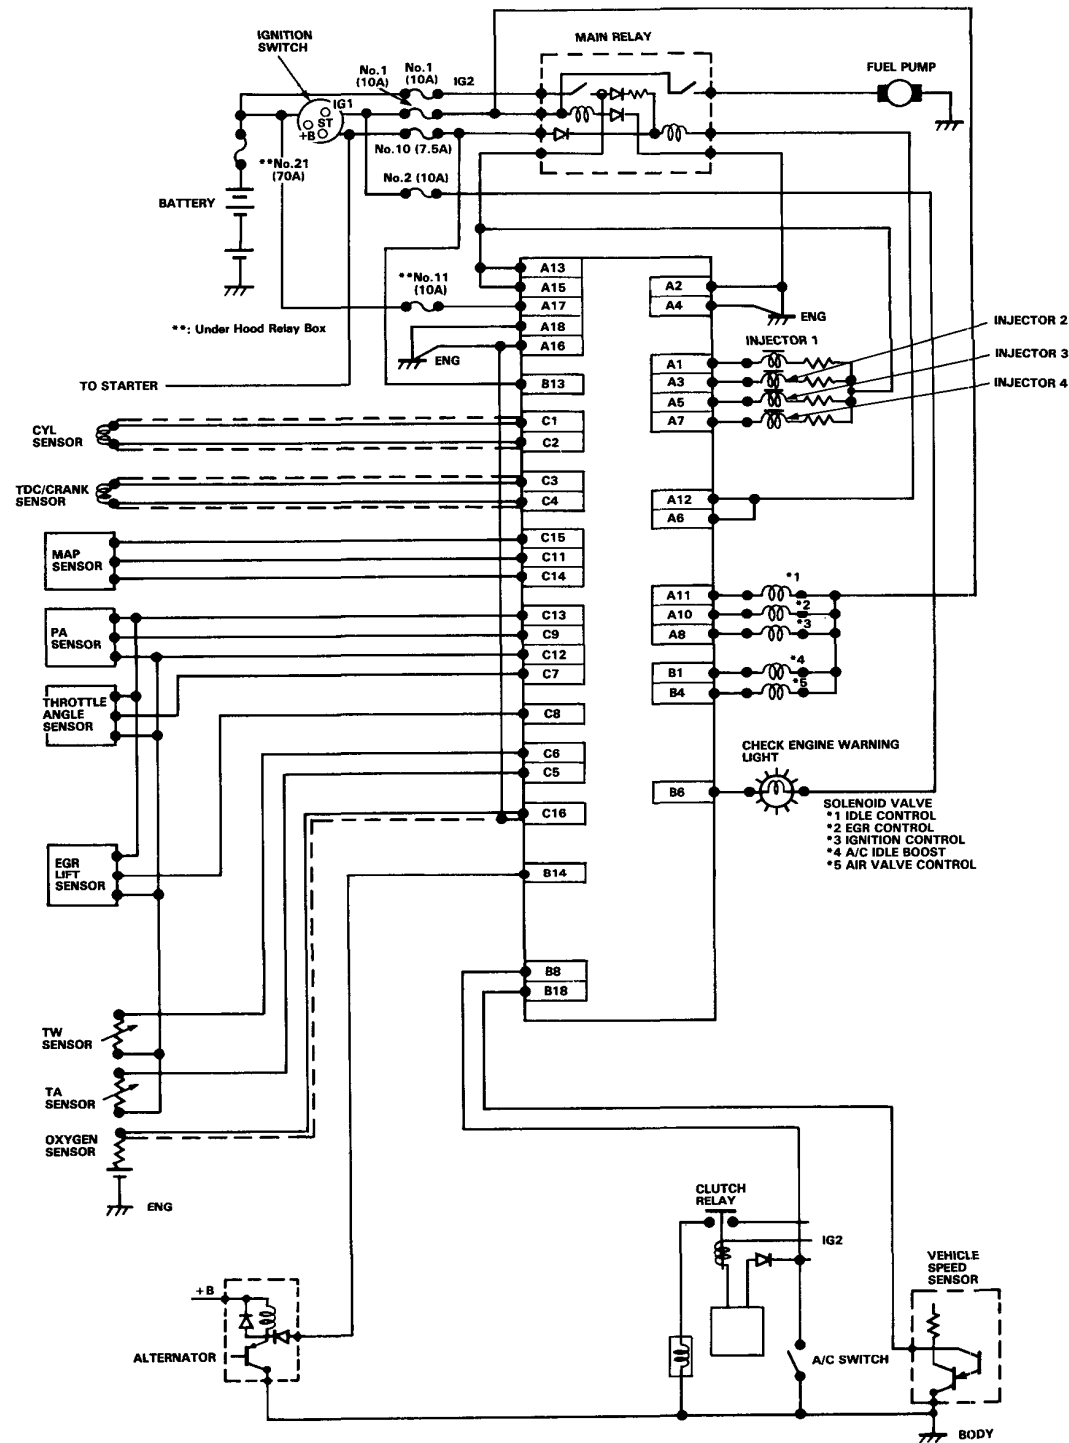 IGNITION
SWITCH
No.1
(10A)
No.1
(10A)
IG2
MAIN RELAY
FUEL PUMP
IG1
ST
+B
**No.21
(70A)
No.10 (7.5A)
No.2 (10A)
BATTERY
**No.11
(10A)
**: Under Hood Relay Box
ENG
TO STARTER
A13
A15
A17
A18
A16
B13
C1
C2
C3
C4
C15
C11
C14
C13
C9
C12
C7
C8
C6
C5
C16
B14
B8
B18
A2
A4
ENG
INJECTOR 1
INJECTOR 2
INJECTOR 3
INJECTOR 4
A1
A3
A5
A7
A12
A6
A11
A10
A8
B1
B4
B6
*1
*2
*3
*4
*5
CHECK ENGINE WARNING
LIGHT
SOLENOID VALVE
*1 IDLE CONTROL
*2 EGR CONTROL
*3 IGNITION CONTROL
*4 A/C IDLE BOOST
*5 AIR VALVE CONTROL
CYL
SENSOR
TDC/CRANK
SENSOR
MAP
SENSOR
PA
SENSOR
THROTTLE
ANGLE
SENSOR
EGR
LIFT
SENSOR
TW
SENSOR
TA
SENSOR
OXYGEN
SENSOR
ENG
+B
ALTERNATOR
CLUTCH
RELAY
IG2
A/C SWITCH
VEHICLE
SPEED
SENSOR
BODY